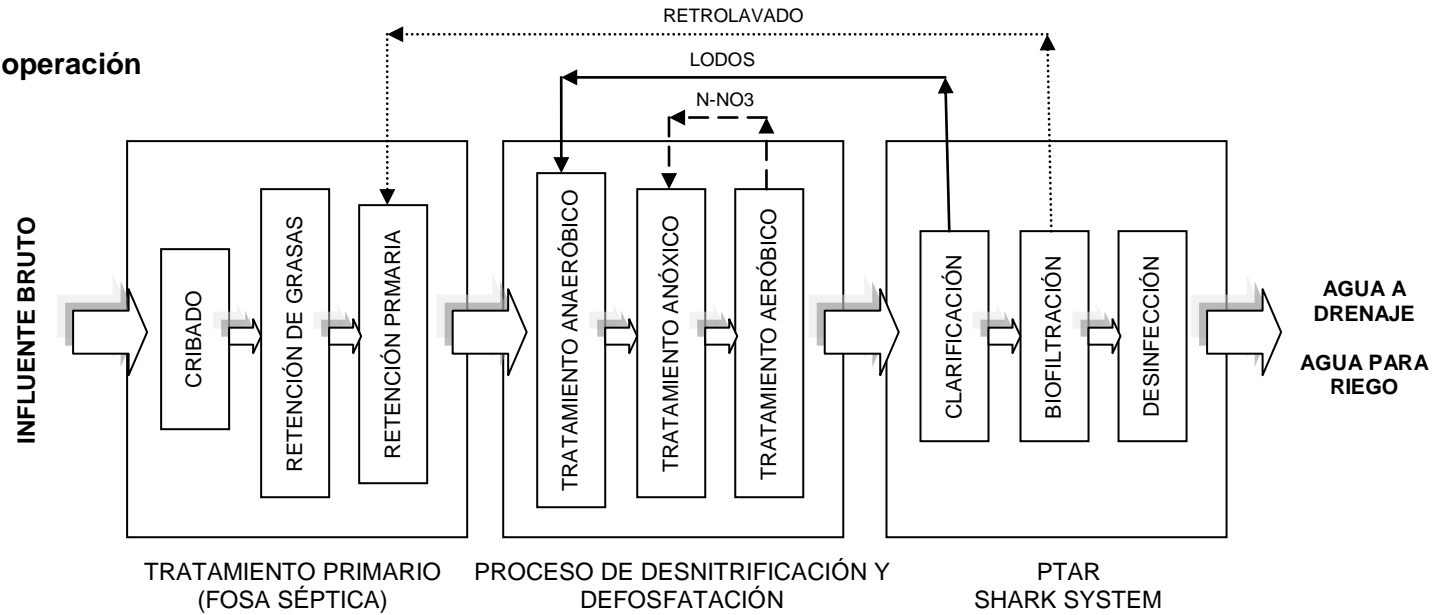 RETROLAVADO
operación
LODOS
N-NO3
INFLUENTE BRUTO
CRIBADO
RETENCIÓN DE GRASAS
RETENCIÓN PRMARIA
TRATAMIENTO ANAERÓBICO
TRATAMIENTO ANÓXICO
TRATAMIENTO AERÓBICO
CLARIFICACIÓN
BIOFILTRACIÓN
DESINFECCIÓN
AGUA A
DRENAJE
AGUA PARA
RIEGO
TRATAMIENTO PRIMARIO
(FOSA SÉPTICA)
PROCESO DE DESNITRIFICACIÓN Y
DEFOSFATACIÓN
PTAR
SHARK SYSTEM